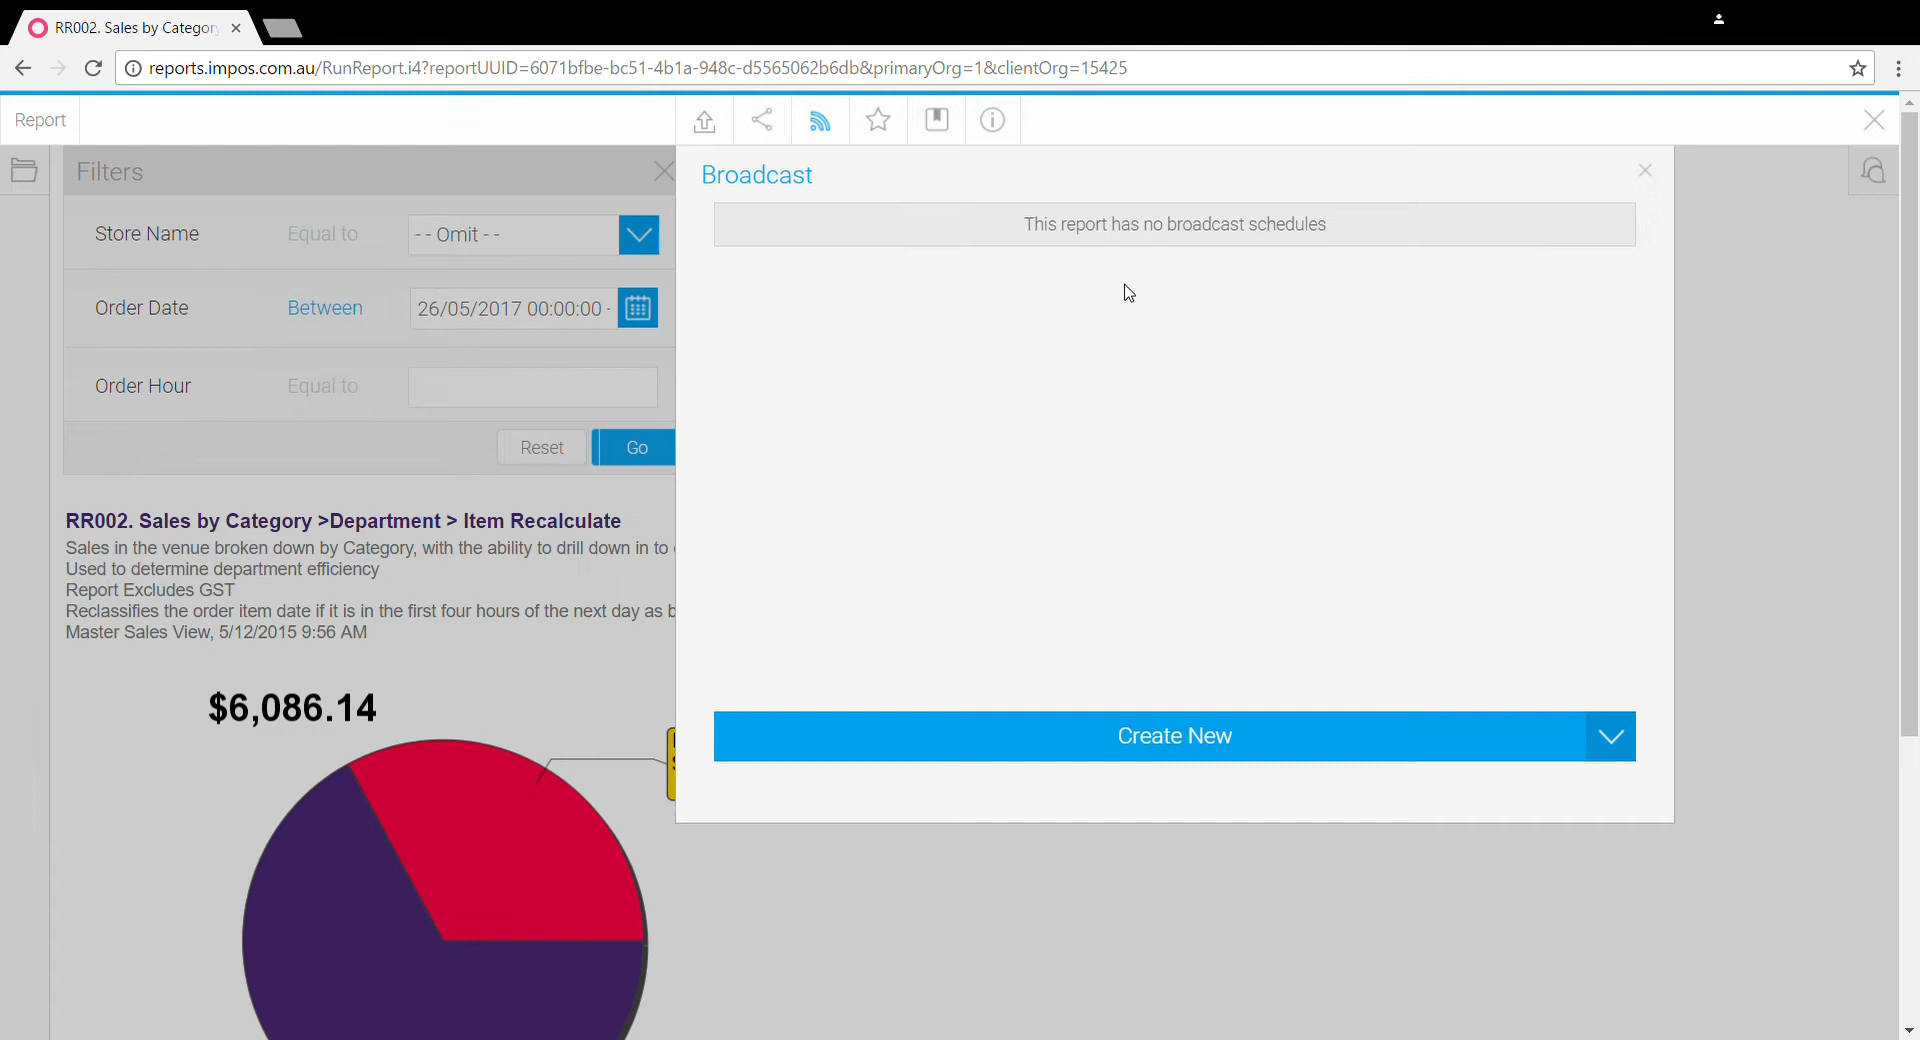 RR002. Sales by Categor
reports.impos.com.au/RunReport.i4?reportUUID=6071bfbe-bc51-4b1a-948c-d5565062b6db&primaryOrg=1&clientOrg=15425
Report
Filters
Store Name Equal to - - Omit - -
Order Date Between 26/05/2017 00:00:00 -
Order Hour Equal to
Reset Go
RR002. Sales by Category >Department > Item Recalculate
Sales in the venue broken down by Category, with the ability to drill down in to
Used to determine department efficiency
Report Excludes GST
Reclassifies the order item date if it is in the first four hours of the next day as
Master Sales View, 5/12/2015 9:56 AM
$6,086.14
Broadcast
This report has no broadcast schedules
Create New